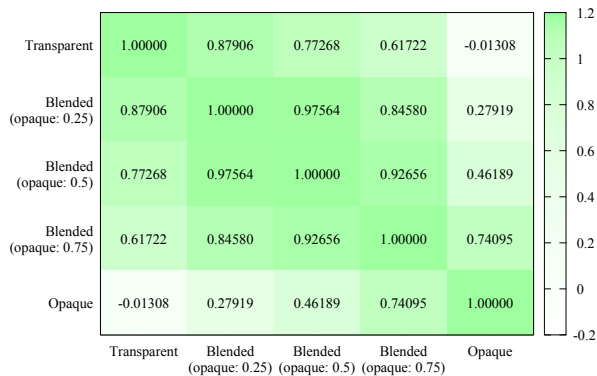 1.2
Transparent 1.00000 0.87906 0.77268 0.61722 -0.01308 1
Blended
(opaque: 0.25) 0.87906 1.00000 0.97564 0.84580 0.27919 0.8
0.6
Blended
(opaque: 0.5) 0.77268 0.97564 1.00000 0.92656 0.46189
0.4
Blended
(opaque: 0.75) 0.61722 0.84580 0.92656 1.00000 0.74095 0.2
Opaque -0.01308 0.27919 0.46189 0.74095 1.00000 0
-0.2
Transparent Blended Blended Blended Opaque
(opaque: 0.25) (opaque: 0.5) (opaque: 0.75)